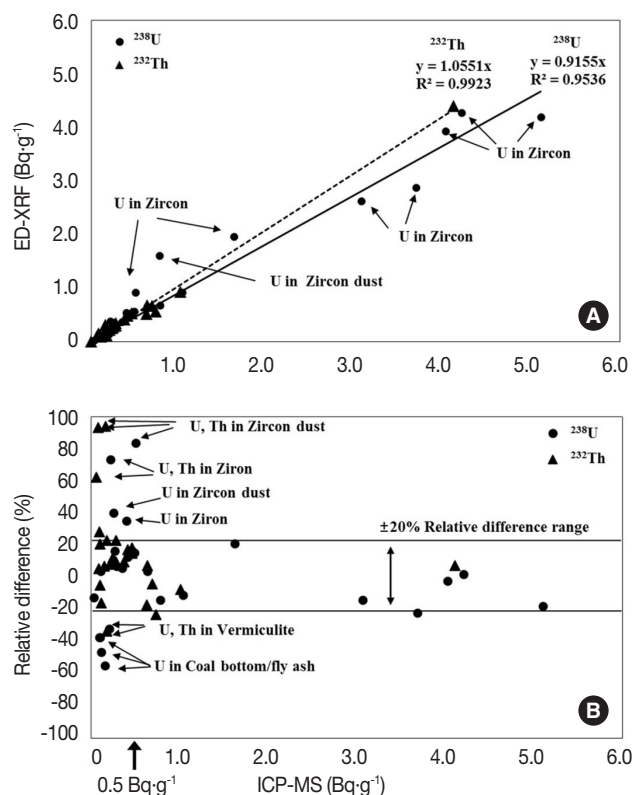 6.0
5.0
4.0
3.0
2.0
1.0
0
ED-XRF (Bq·g⁻¹)
²³⁸U
²³²Th
²³²Th
y = 1.0551x
R² = 0.9923
²³⁸U
y = 0.9155x
R² = 0.9536
U in Zircon
U in Zircon
U in Zircon
U in Zircon dust
A
1.0
2.0
3.0
4.0
5.0
6.0
100
80
60
40
20
0
-20
-40
-60
-80
-100
Relative difference (%)
U, Th in Zircon dust
U, Th in Ziron
U in Zircon dust
U in Ziron
²³⁸U
²³²Th
±20% Relative difference range
U, Th in Vermiculite
U in Coal bottom/fly ash
B
0
1.0
2.0
3.0
4.0
5.0
6.0
0.5 Bq·g⁻¹
ICP-MS (Bq·g⁻¹)